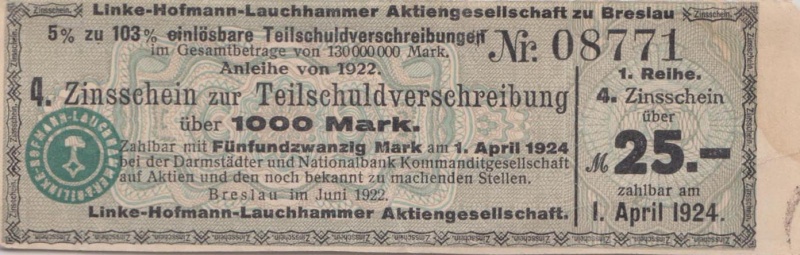 Linke-Hofmann-Lauchhammer Aktiengesellschaft zu Breslau
5% zu 103% einlösbare Teilschuldverschreibungen
im Gesamtbetrage von 130 000 000 Mark.
Nr. 08771
Anleihe von 1922.
4. Zinsschein zur Teilschuldverschreibung
über 1000 Mark.
Zahlbar mit Fünfundzwanzig Mark am 1. April 1924
bei der Darmstädter und Nationalbank Kommanditgesellschaft
auf Aktien und den noch bekannt zu machenden Stellen.
Breslau im Juni 1922.
Linke-Hofmann-Lauchhammer Aktiengesellschaft.
1. Reihe.
4. Zinsschein
über
M 25.-
zahlbar am
1. April 1924.